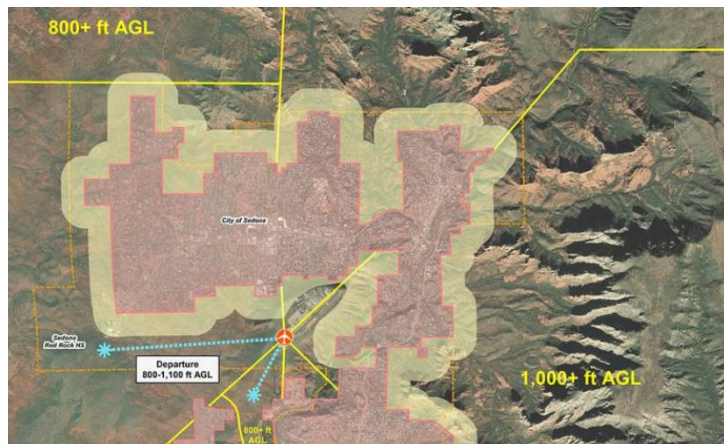 800+ ft AGL
City of Sedona
Sedona
Red Rock HS
Departure
800-1,100 ft AGL
1,000+ ft AGL
800+ ft
AGL